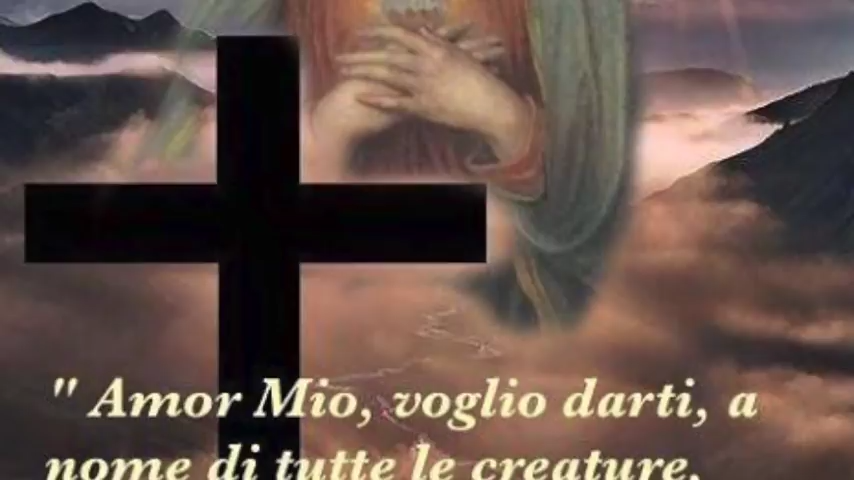 " Amor Mio, voglio darti, a
nome di tutte le creature,